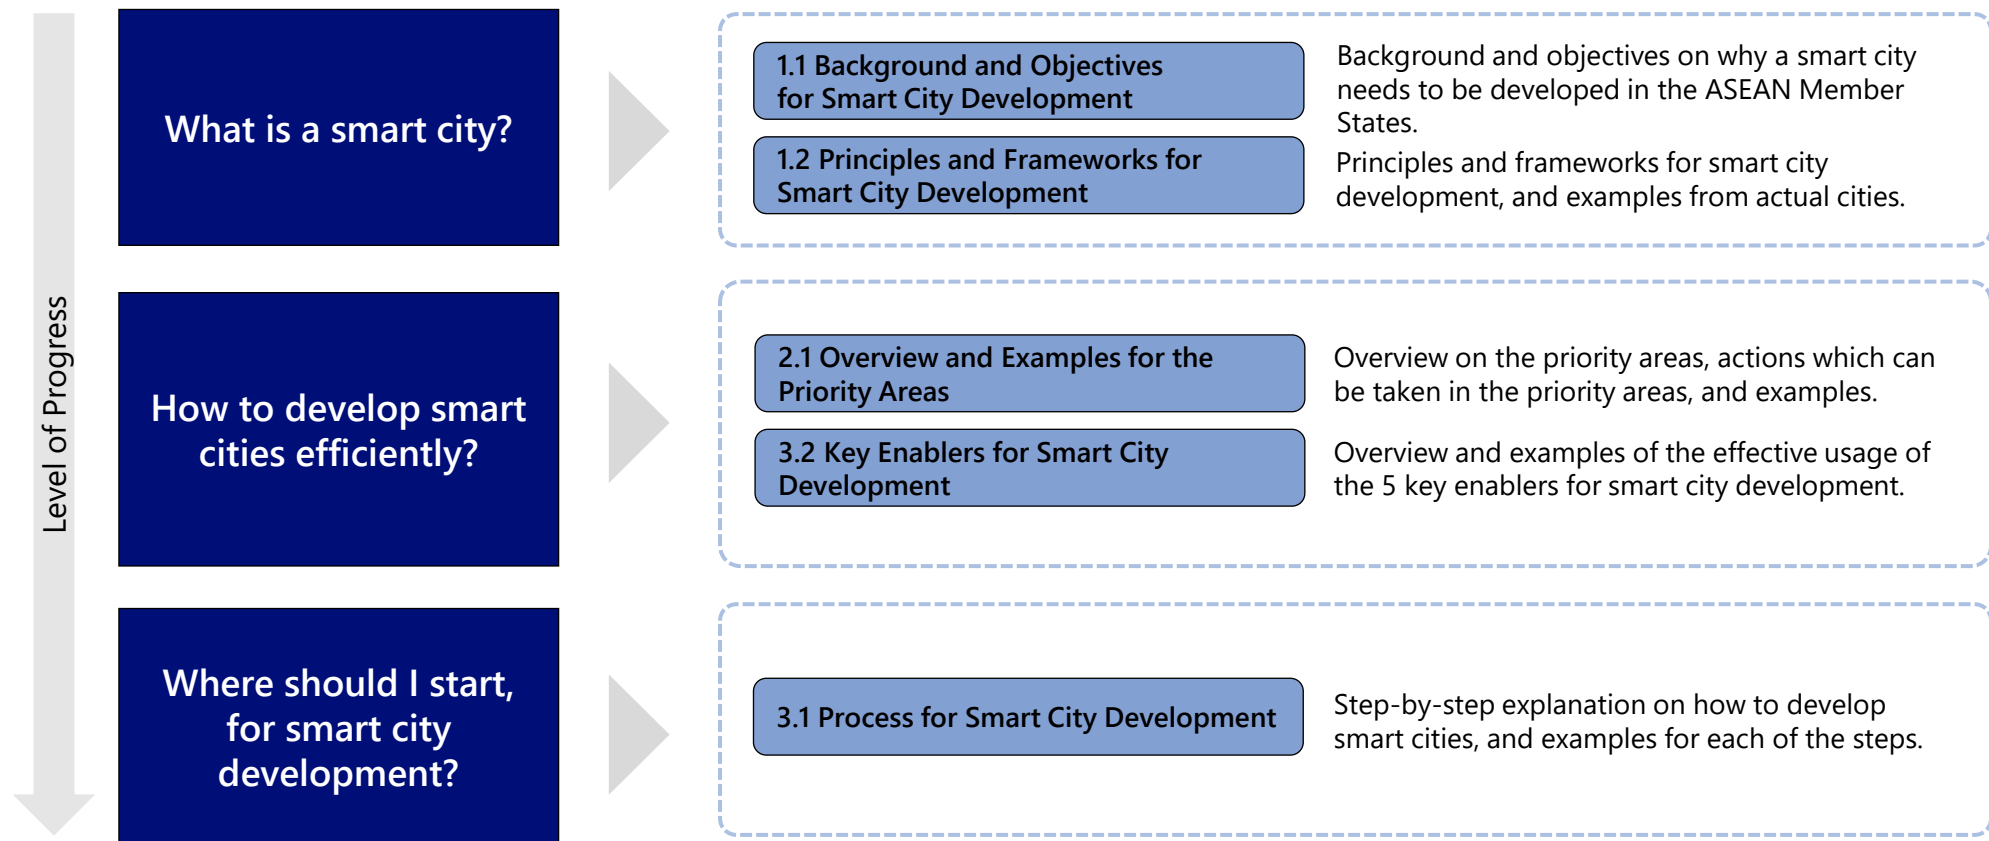 Level of Progress
What is a smart city?
1.1 Background and Objectives
for Smart City Development
Background and objectives on why a smart city
needs to be developed in the ASEAN Member
States.
1.2 Principles and Frameworks for
Smart City Development
Principles and frameworks for smart city
development, and examples from actual cities.
How to develop smart
cities efficiently?
2.1 Overview and Examples for the
Priority Areas
Overview on the priority areas, actions which can
be taken in the priority areas, and examples.
3.2 Key Enablers for Smart City
Development
Overview and examples of the effective usage of
the 5 key enablers for smart city development.
Where should I start,
for smart city
development?
3.1 Process for Smart City Development
Step-by-step explanation on how to develop
smart cities, and examples for each of the steps.